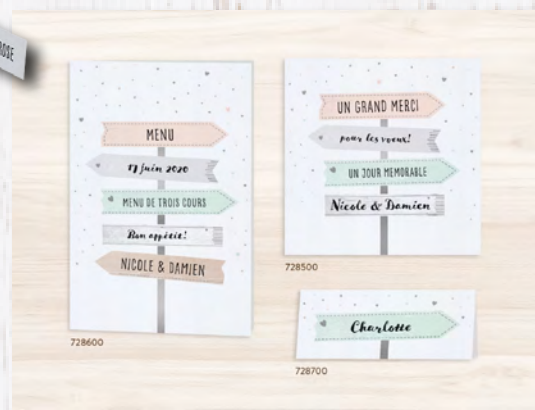 MENU
17 juin 2020
MENU DE TROIS COURS
Bon appétit!
NICOLE & DAMIEN
728600
UN GRAND MERCI
pour les voeux!
UN JOUR MEMORABLE
Nicole & Damien
728500
Charlotte
728700